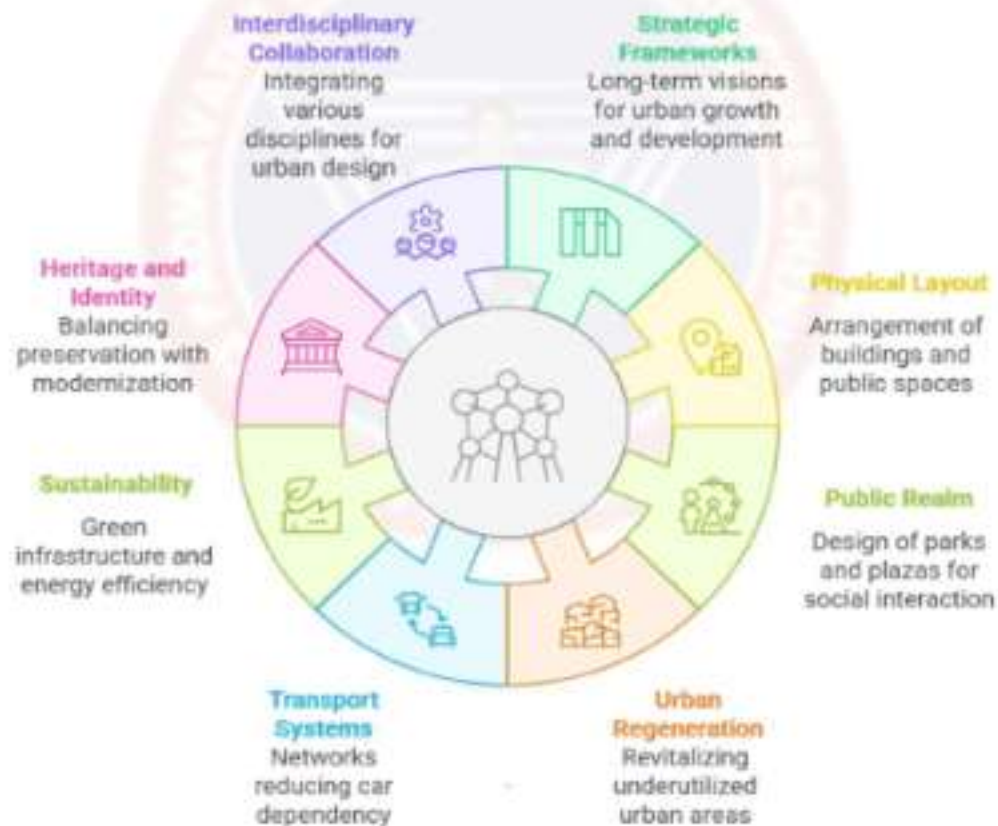 Interdisciplinary
Collaboration
Integrating
various
disciplines for
urban design
Strategic
Frameworks
Long-term visions
for urban growth
and development
Physical Layout
Arrangement of
buildings and
public spaces
Public Realm
Design of parks
and plazas for
social interaction
Urban
Regeneration
Revitalizing
underutilized
urban areas
Transport
Systems
Networks
reducing car
dependency
Sustainability
Green
infrastructure and
energy efficiency
Heritage and
Identity
Balancing
preservation with
modernization